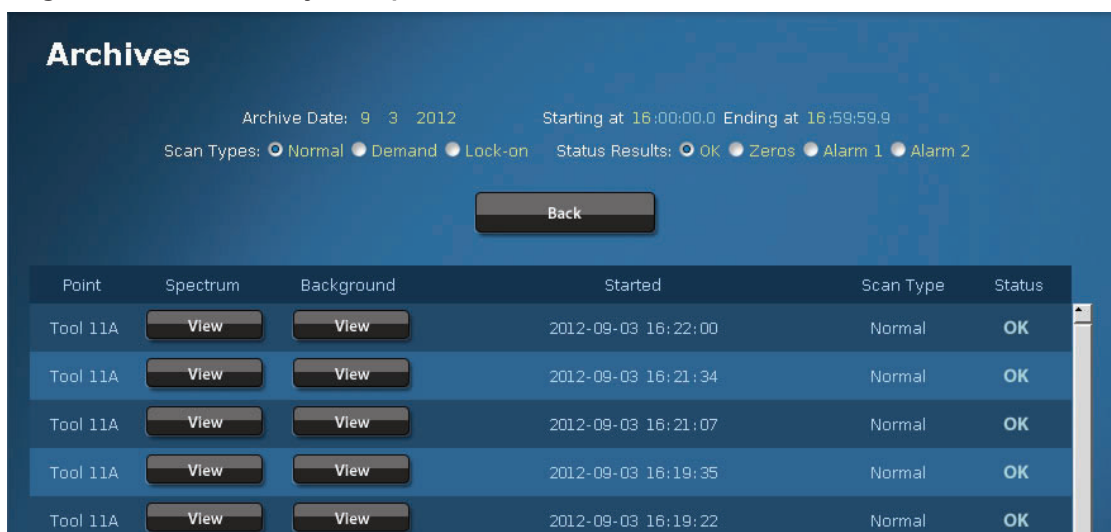 Archives
Archive Date: 9 3 2012 Starting at 16:00:00.0 Ending at 16:59:59.9
Scan Types: Normal Demand Lock-on Status Results: OK Zeros Alarm 1 Alarm 2
Back
Point Spectrum Background Started Scan Type Status
Tool 11A View View 2012-09-03 16:22:00 Normal OK
Tool 11A View View 2012-09-03 16:21:34 Normal OK
Tool 11A View View 2012-09-03 16:21:07 Normal OK
Tool 11A View View 2012-09-03 16:19:35 Normal OK
Tool 11A View View 2012-09-03 16:19:22 Normal OK